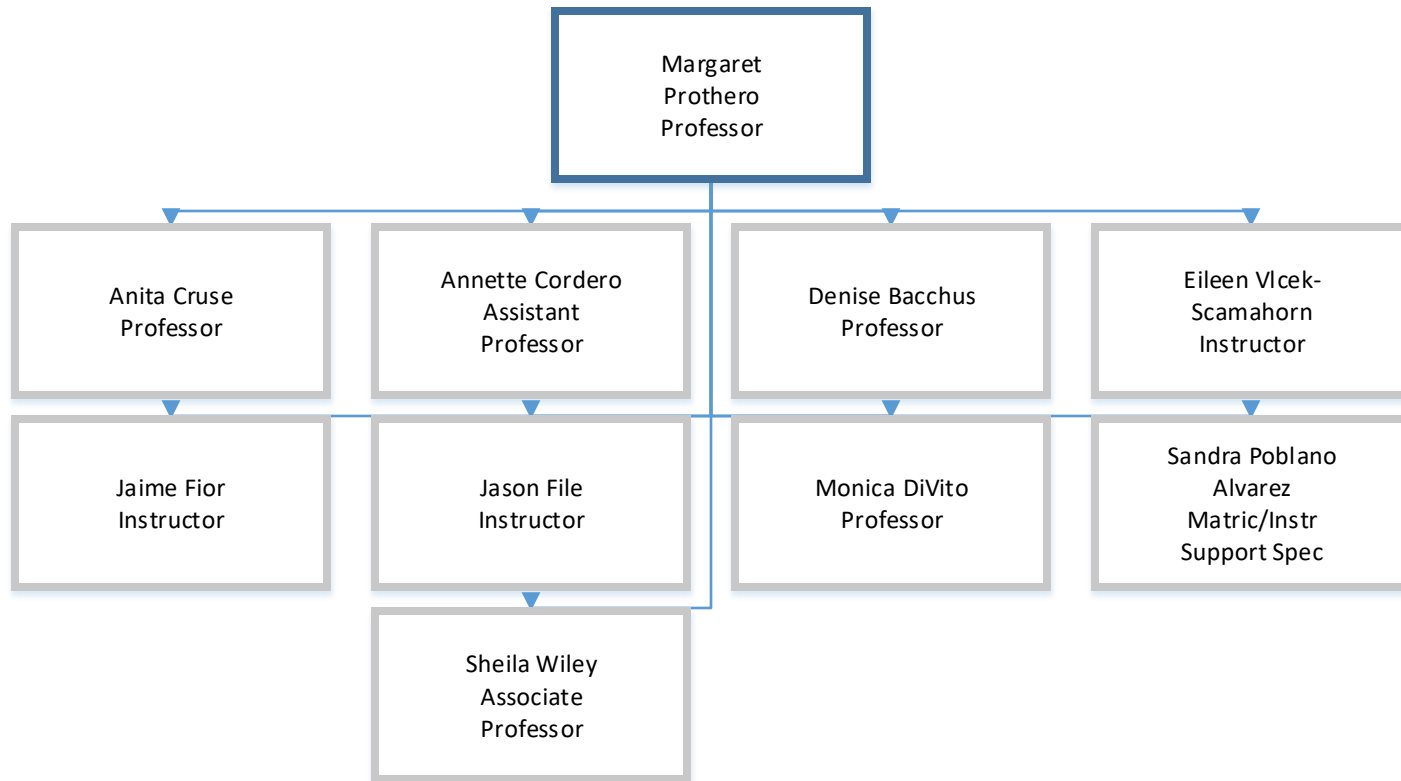 Margaret
Prothero
Professor
Anita Cruse
Professor
Annette Cordero
Assistant
Professor
Denise Bacchus
Professor
Eileen Vlcek-
Scamahorn
Instructor
Jaime Fior
Instructor
Jason File
Instructor
Monica DiVito
Professor
Sandra Poblano
Alvarez
Matric/Instr
Support Spec
Sheila Wiley
Associate
Professor